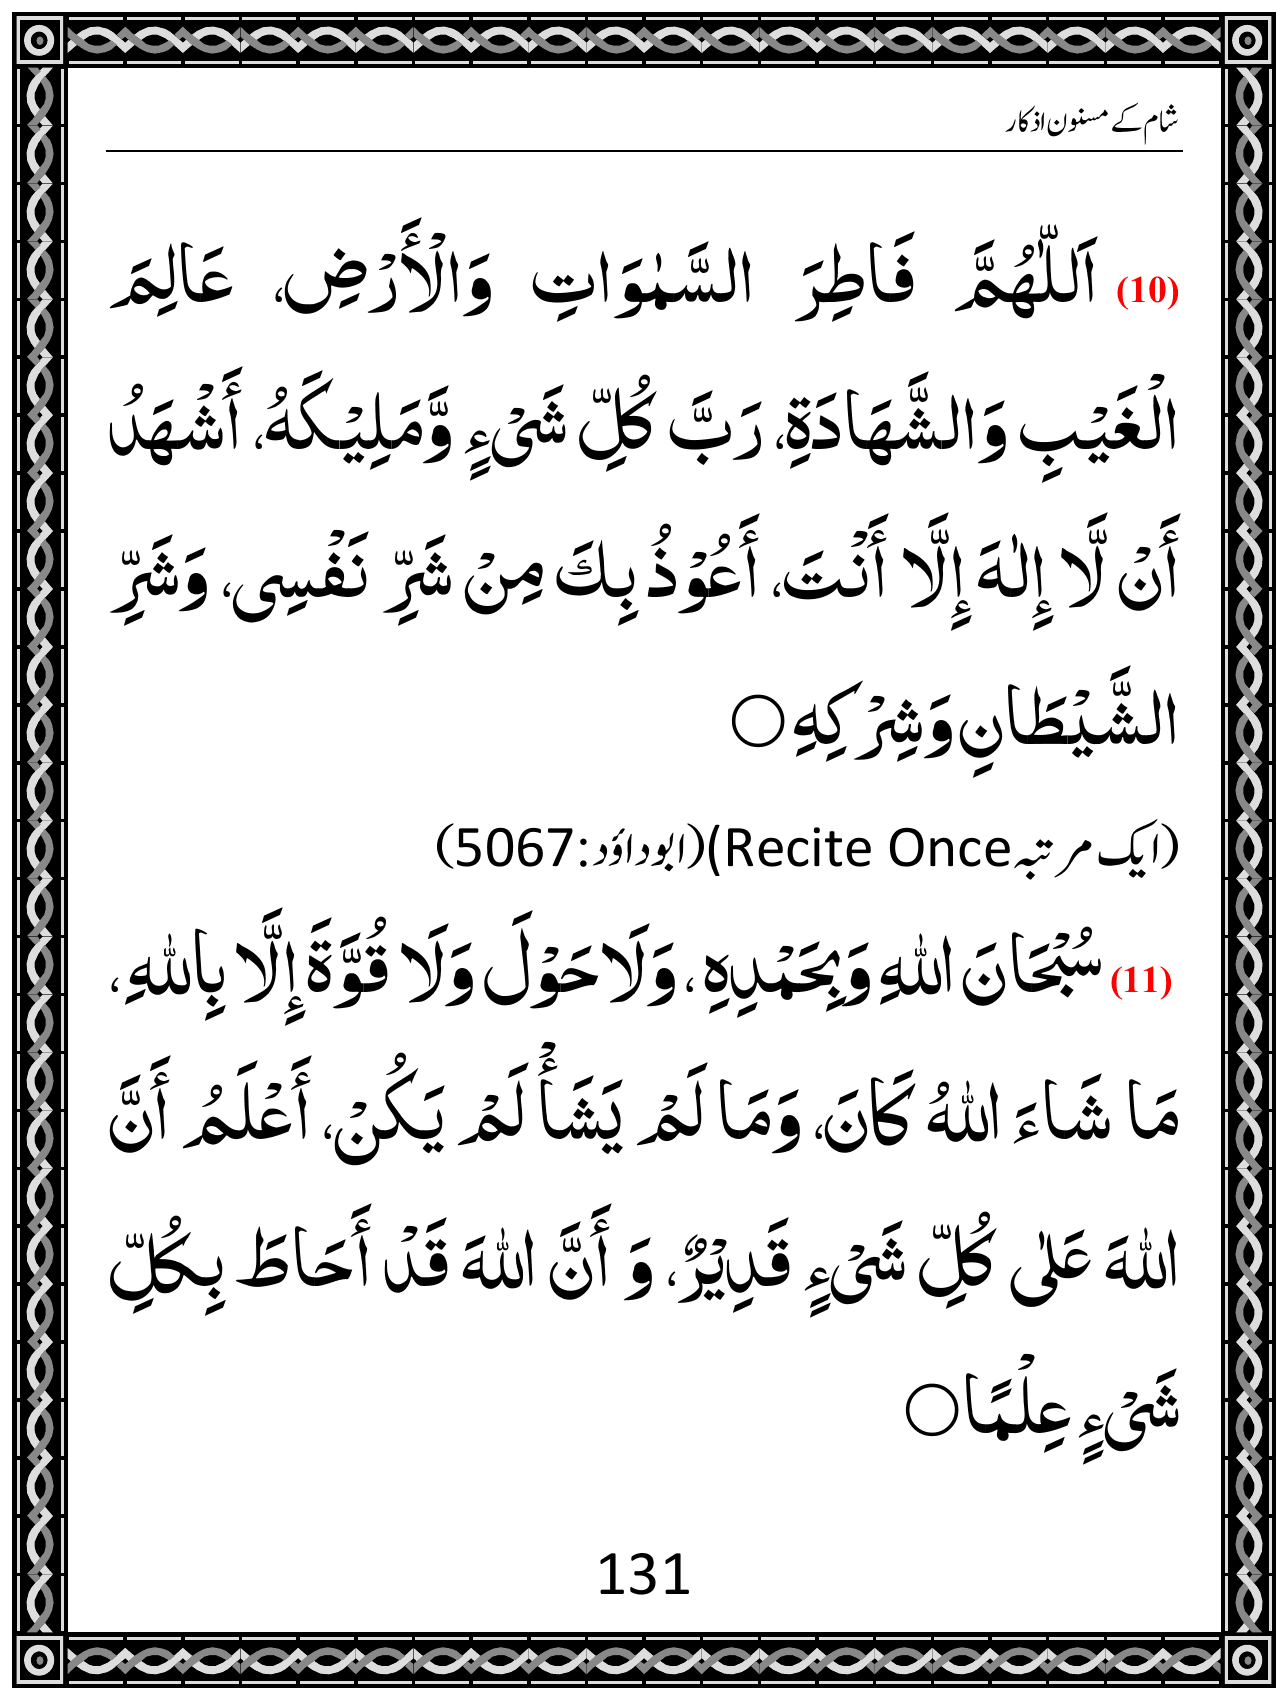 شام کے مسنون اذکار
(10) اَللّٰهُمَّ فَاطِرَ السَّمٰوَاتِ وَالْأَرْضِ، عَالِمَ
الْغَيْبِ وَالشَّهَادَةِ، رَبَّ كُلِّ شَیْءٍ وَّمَلِيْكَهُ، أَشْهَدُ
أَنْ لَّا إِلٰهَ إِلَّا أَنْتَ، أَعُوْذُ بِكَ مِنْ شَرِّ نَفْسِی، وَشَرِّ
الشَّيْطَانِ وَشِرْكِهِ○
(ایک مرتبہ Recite Once)(ابوداؤد:5067)
(11) سُبْحَانَ اللهِ وَبِحَمْدِهِ، وَلَا حَوْلَ وَلَا قُوَّةَ إِلَّا بِاللهِ،
مَا شَاءَ اللهُ كَانَ، وَمَا لَمْ يَشَأْ لَمْ يَكُنْ، أَعْلَمُ أَنَّ
اللهَ عَلٰی كُلِّ شَیْءٍ قَدِيْرٌ، وَ أَنَّ اللهَ قَدْ أَحَاطَ بِكُلِّ
شَیْءٍ عِلْمًا○
131